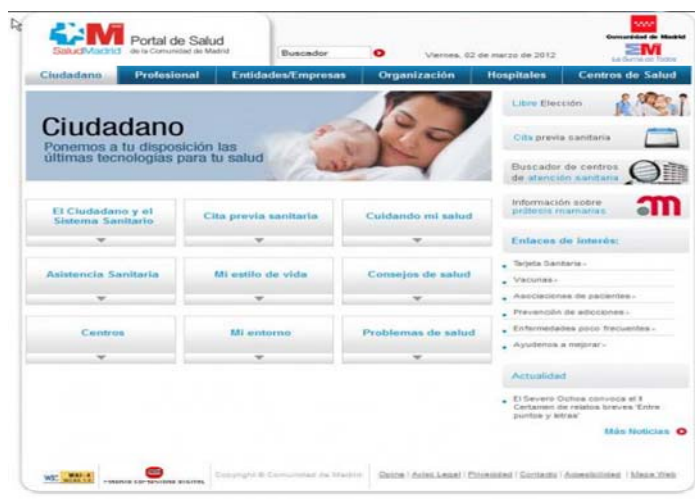 SaludMadrid
Portal de Salud
de la Comunidad de Madrid
Buscador
Viernes, 02 de marzo de 2012
Comunidad de Madrid
La Suma de Todos
Ciudadano
Profesional
Entidades/Empresas
Organización
Hospitales
Centros de Salud
Ciudadano
Ponemos a tu disposición las
últimas tecnologías para tu salud
Libre Elección
Cita previa sanitaria
Buscador de centros
de atención sanitaria
Información sobre
prótesis mamarias
El Ciudadano y el
Sistema Sanitario
Cita previa sanitaria
Cuidando mi salud
Asistencia Sanitaria
Mi estilo de vida
Consejos de salud
Centros
Mi entorno
Problemas de salud
Enlaces de interés:
Tarjeta Sanitaria
Vacunas
Asociaciones de pacientes
Prevención de adicciones
Enfermedades poco frecuentes
Ayudenos a mejorar
Actualidad
El Severo Ochoa convoca el II
Certamen de relatos breves 'Entre
puntos y letras'
Más Noticias
Copyright © Comunidad de Madrid
Opine | Aviso Legal | Privacidad | Contacto | Accesibilidad | Mapa Web